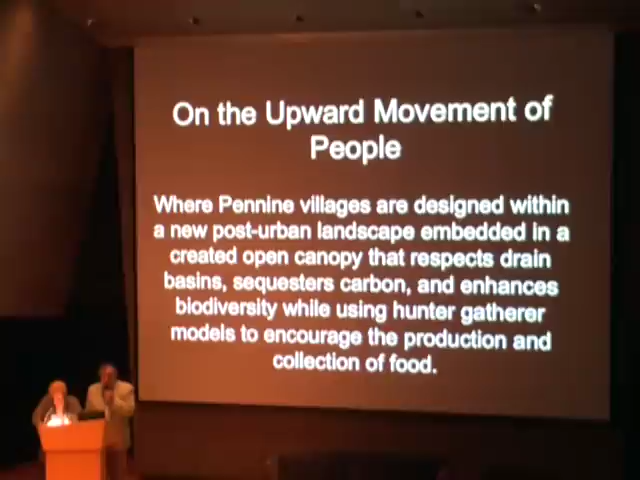 On the Upward Movement of
People
Where Pennine villages are designed within
a new post-urban landscape embedded in a
created open canopy that respects drain
basins, sequesters carbon, and enhances
biodiversity while using hunter gatherer
models to encourage the production and
collection of food.